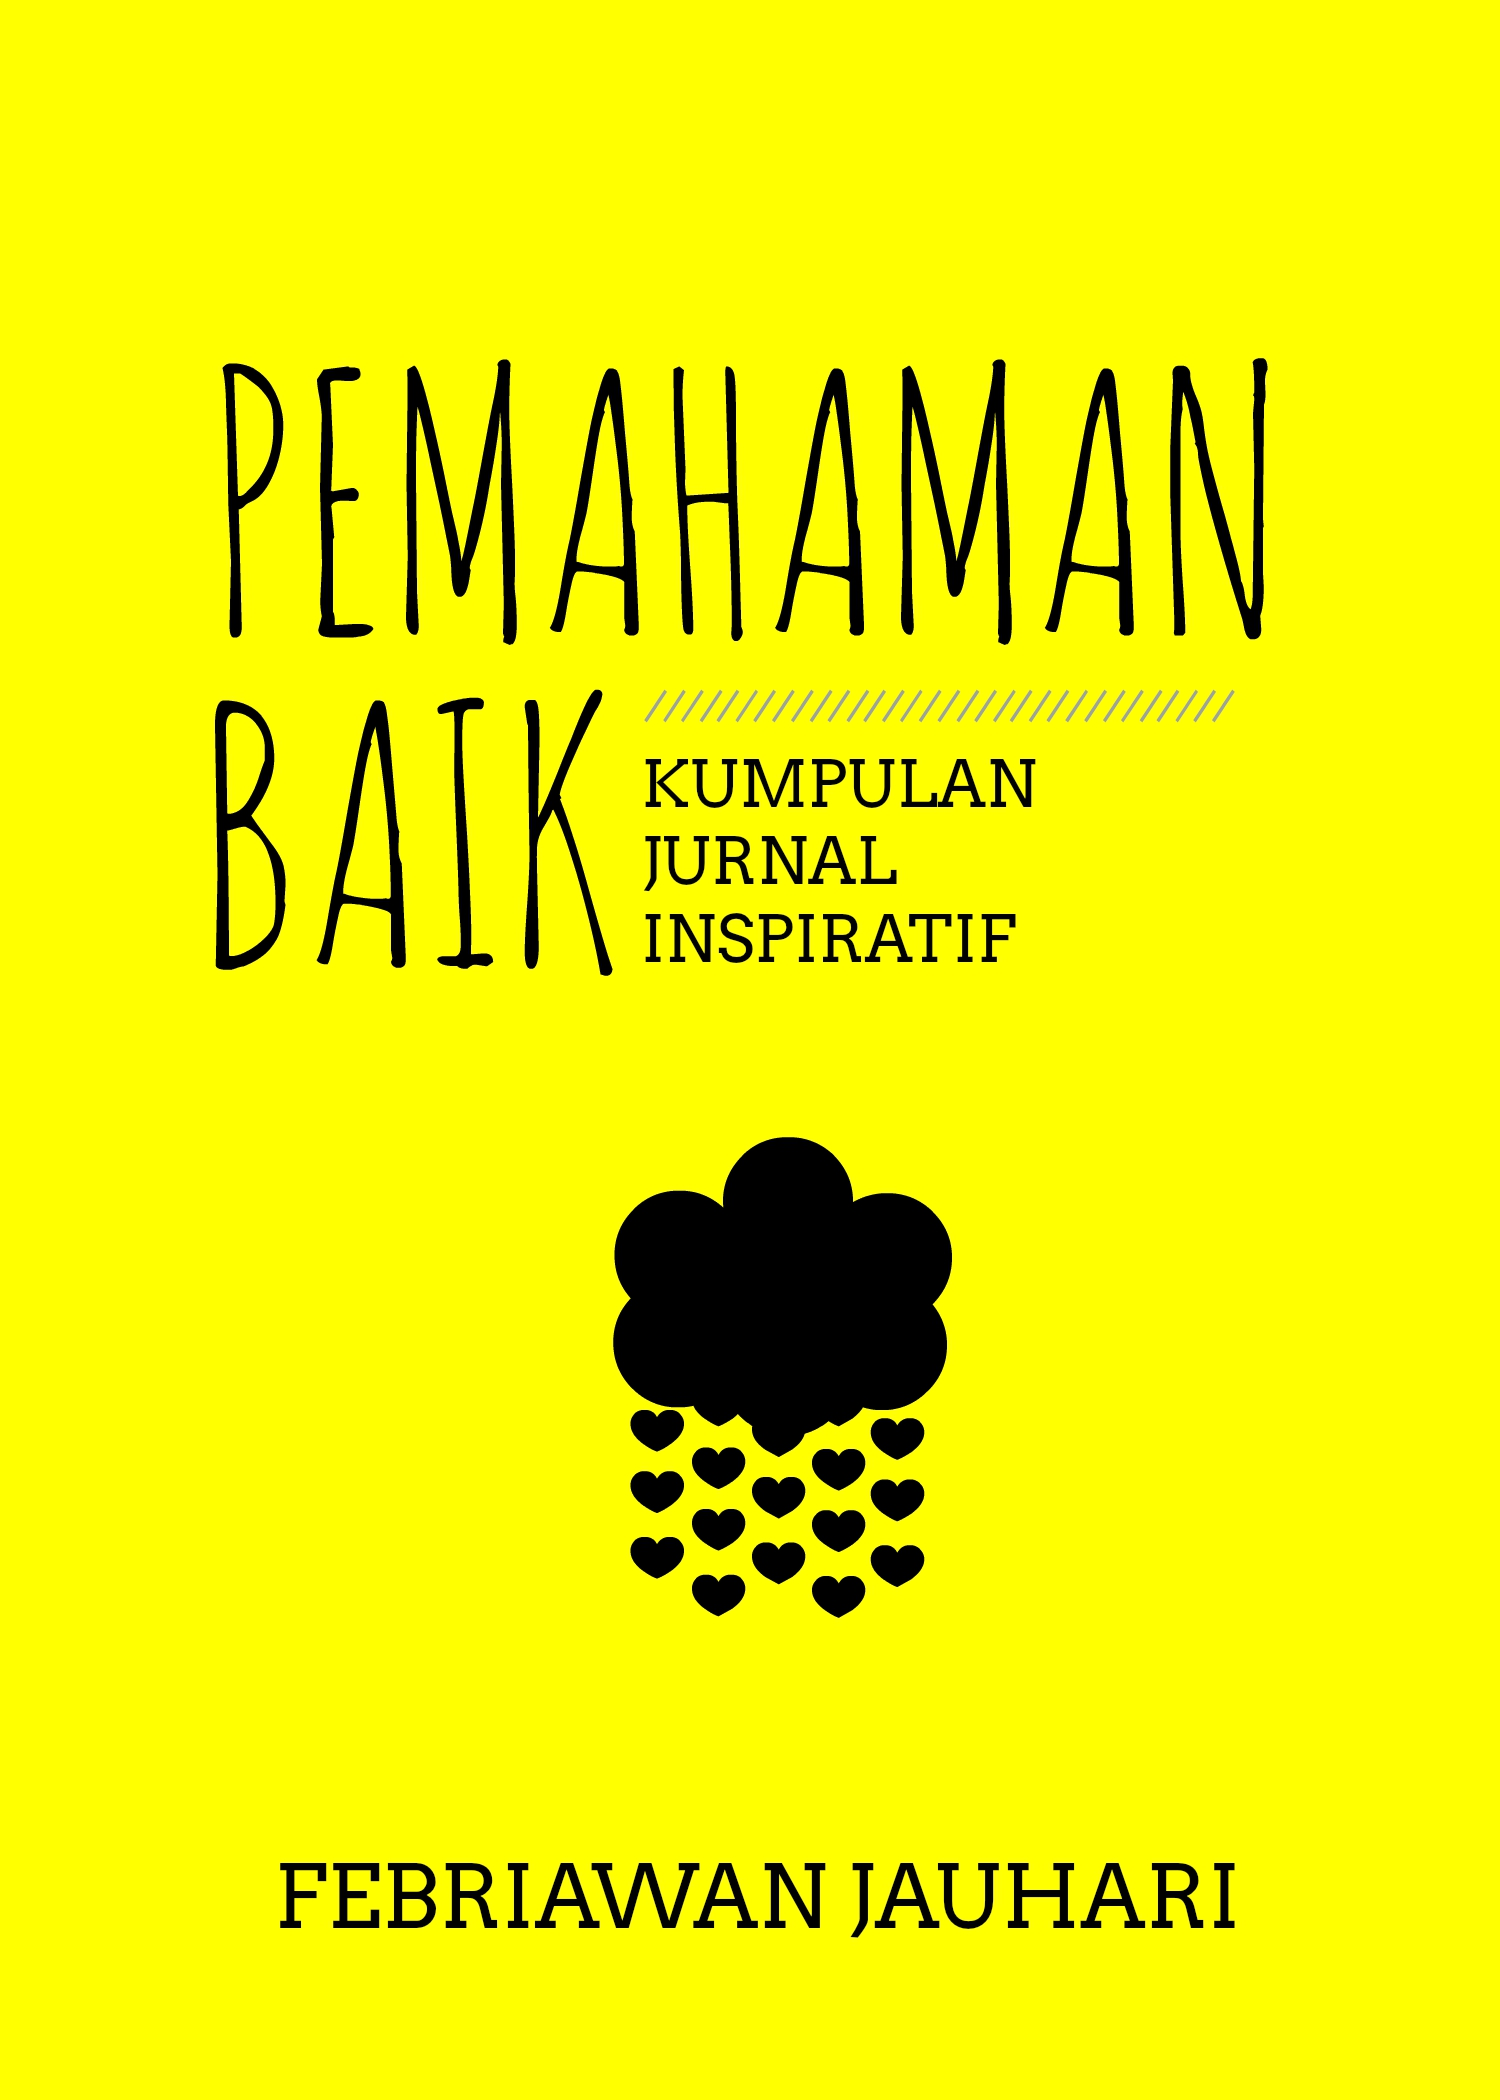 PEMAHAMAN
BAIK
KUMPULAN
JURNAL
INSPIRATIF
FEBRIAWAN JAUHARI